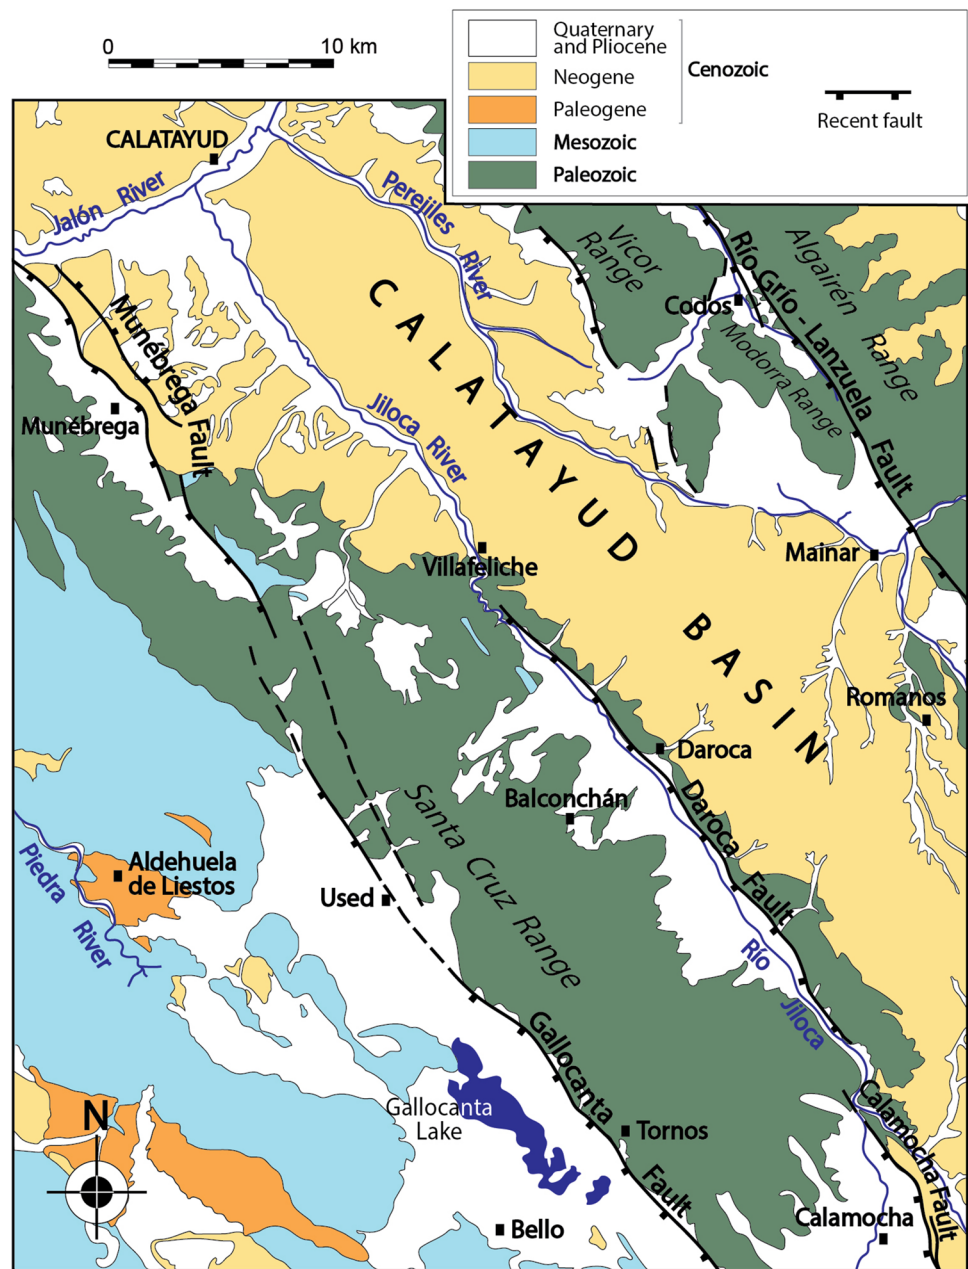 0 10 km
Quaternary
and Pliocene
Neogene
Paleogene
Cenozoic
Mesozoic
Paleozoic
Recent fault
CALATAYUD
Jalón River
Perejiles
River
Vicor
Range
Río Grío - Lanzuela Fault
Algairén
Range
Codos
Modorra Range
CALATAYUD
BASIN
Munébrega Fault
Munébrega
Jiloca River
Villafeliche
Mainar
Romanos
Daroca
Daroca
Fault
Balconchán
Santa Cruz Range
Aldehuela
de Liestos
Piedra
River
Used
Río
Jiloca
Gallocanta
Fault
Gallocanta
Lake
Tornos
Calamocha Fault
Calamocha
Bello
N